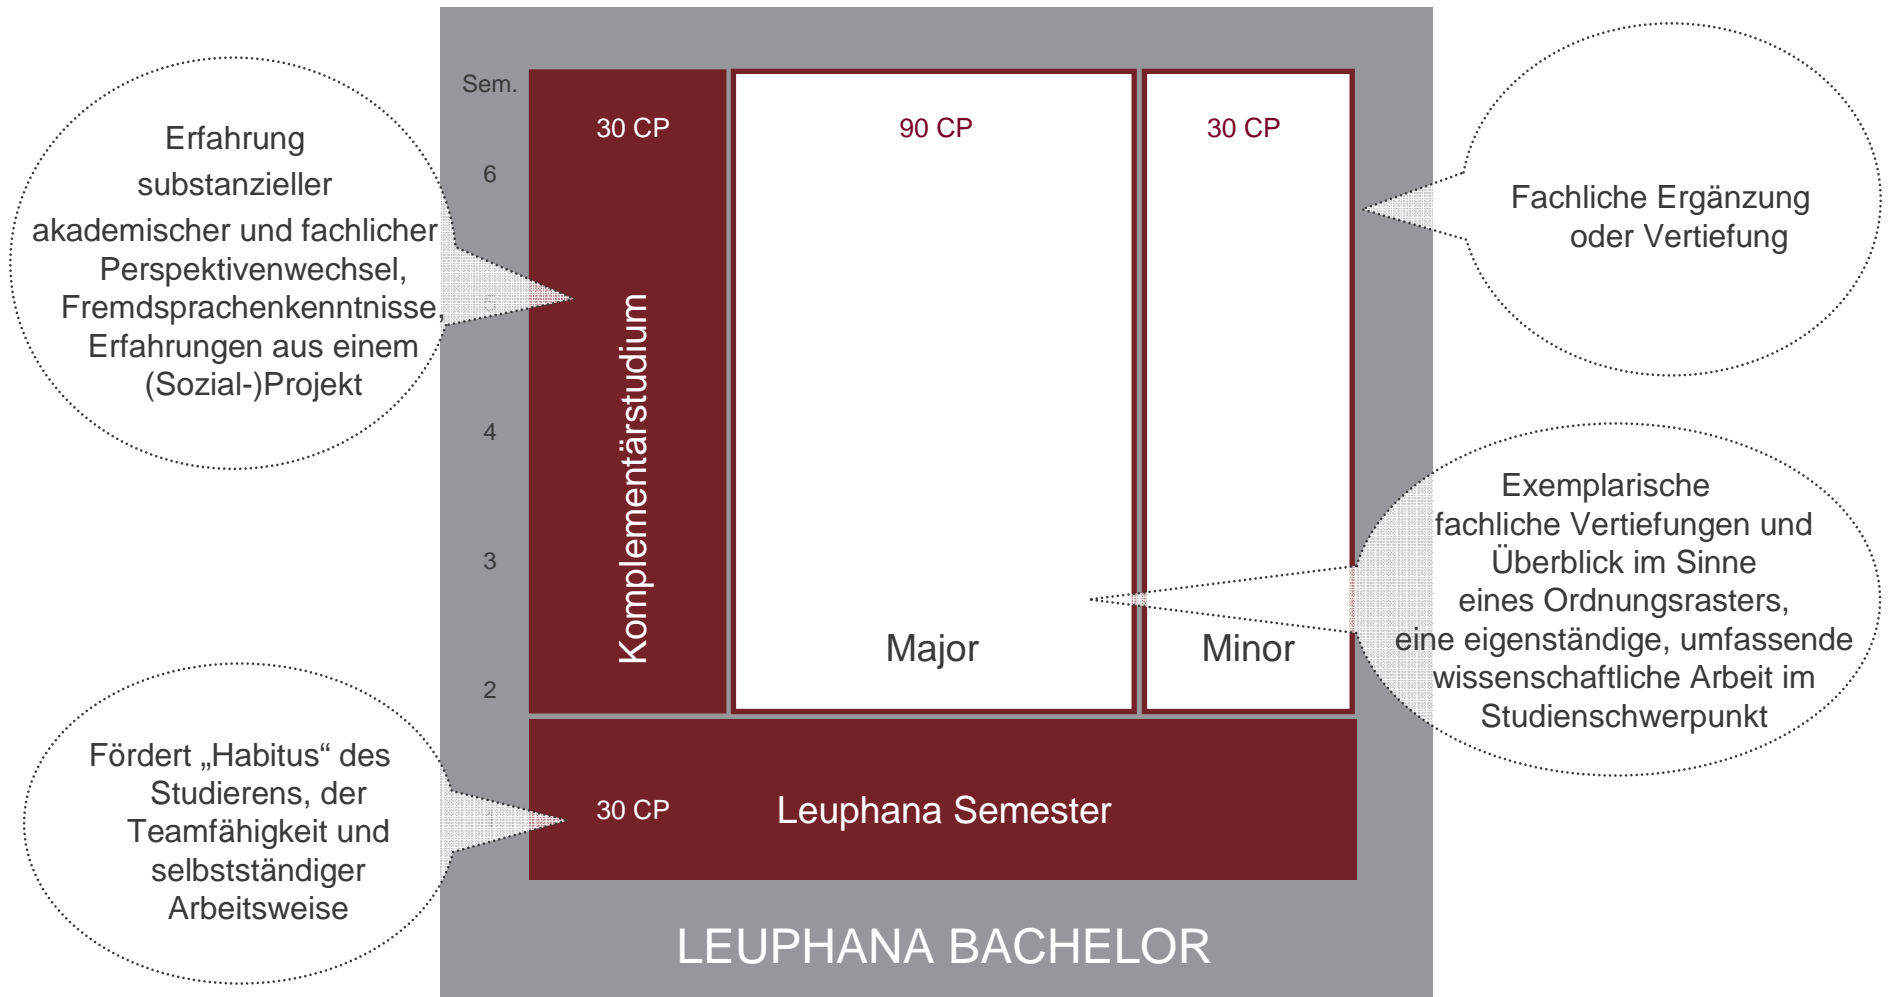 Erfahrung
substanzieller
akademischer und fachlicher
Perspektivenwechsel,
Fremdsprachenkenntnisse,
Erfahrungen aus einem
(Sozial-)Projekt
Fördert „Habitus“ des
Studierens, der
Teamfähigkeit und
selbstständiger
Arbeitsweise
Sem.
6
5
4
3
2
1
30 CP
Komplementärstudium
90 CP
Major
30 CP
Minor
30 CP
Leuphana Semester
LEUPHANA BACHELOR
Fachliche Ergänzung
oder Vertiefung
Exemplarische
fachliche Vertiefungen und
Überblick im Sinne
eines Ordnungsrasters,
eine eigenständige, umfassende
wissenschaftliche Arbeit im
Studienschwerpunkt